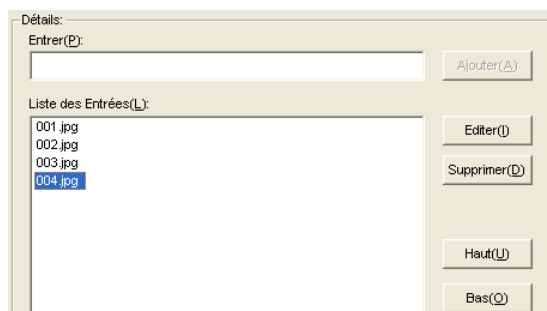 Détails:
Entrer(P):
Ajouter(A)
Liste des Entrées(L):
001.jpg
002.jpg
003.jpg
004.jpg
Editer(I)
Supprimer(D)
Haut(U)
Bas(O)